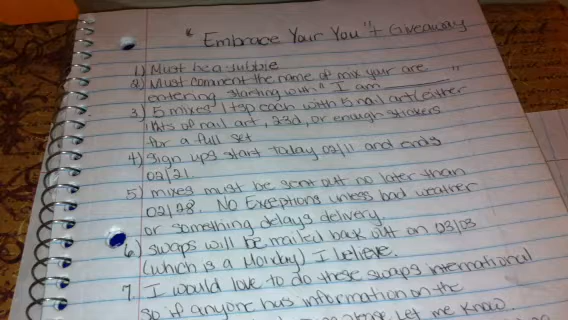 " Embrace Your You "+ Giveaway
1) Must be a subbie
2) Must comment the name of mix your are
entering starting with " I am ________ "
3) 5 mixes 1 tsp each with 5 nail art (either
lots of nail art, 23d, or enough stickers
for a full set
4) Sign ups start today 02/11 and ends
02/21.
5) mixes must be sent out no later than
02/28. No Exceptions unless bad weather
or something delays delivery.
6) swaps will be mailed back out on 03/03
(which is a Monday) I believe.
7. I would love to do these swaps international
so if anyone has information on the
let me know.